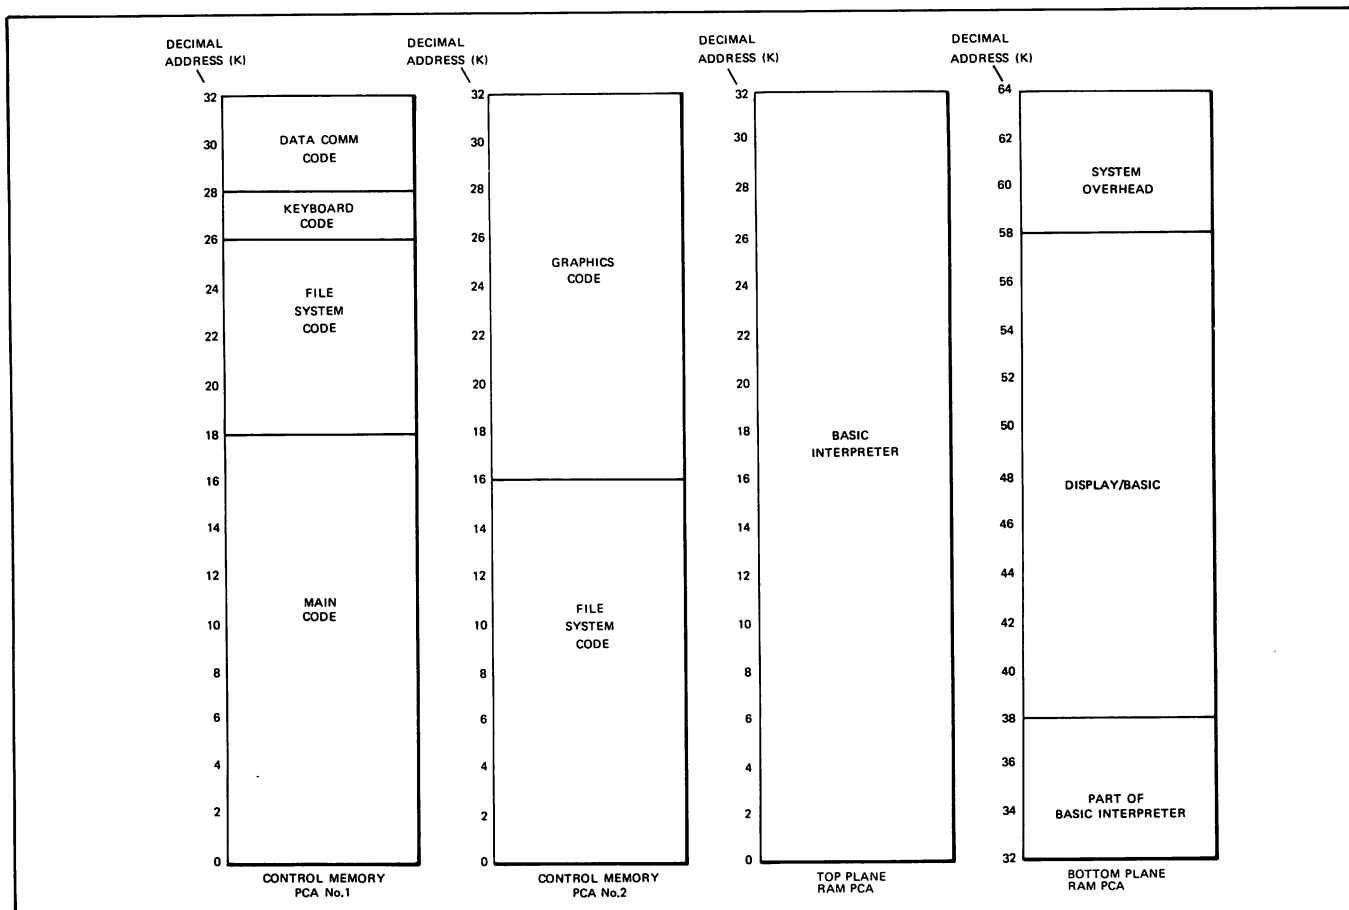 DECIMAL
ADDRESS (K)
32
30
28
26
24
22
20
18
16
14
12
10
8
6
4
2
0
DATA COMM
CODE
KEYBOARD
CODE
FILE
SYSTEM
CODE
MAIN
CODE
CONTROL MEMORY
PCA No.1
DECIMAL
ADDRESS (K)
32
30
28
26
24
22
20
18
16
14
12
10
8
6
4
2
0
GRAPHICS
CODE
FILE
SYSTEM
CODE
CONTROL MEMORY
PCA No.2
DECIMAL
ADDRESS (K)
32
30
28
26
24
22
20
18
16
14
12
10
8
6
4
2
0
BASIC
INTERPRETER
TOP PLANE
RAM PCA
DECIMAL
ADDRESS (K)
64
62
60
58
56
54
52
50
48
46
44
42
40
38
36
34
32
SYSTEM
OVERHEAD
DISPLAY/BASIC
PART OF
BASIC INTERPRETER
BOTTOM PLANE
RAM PCA